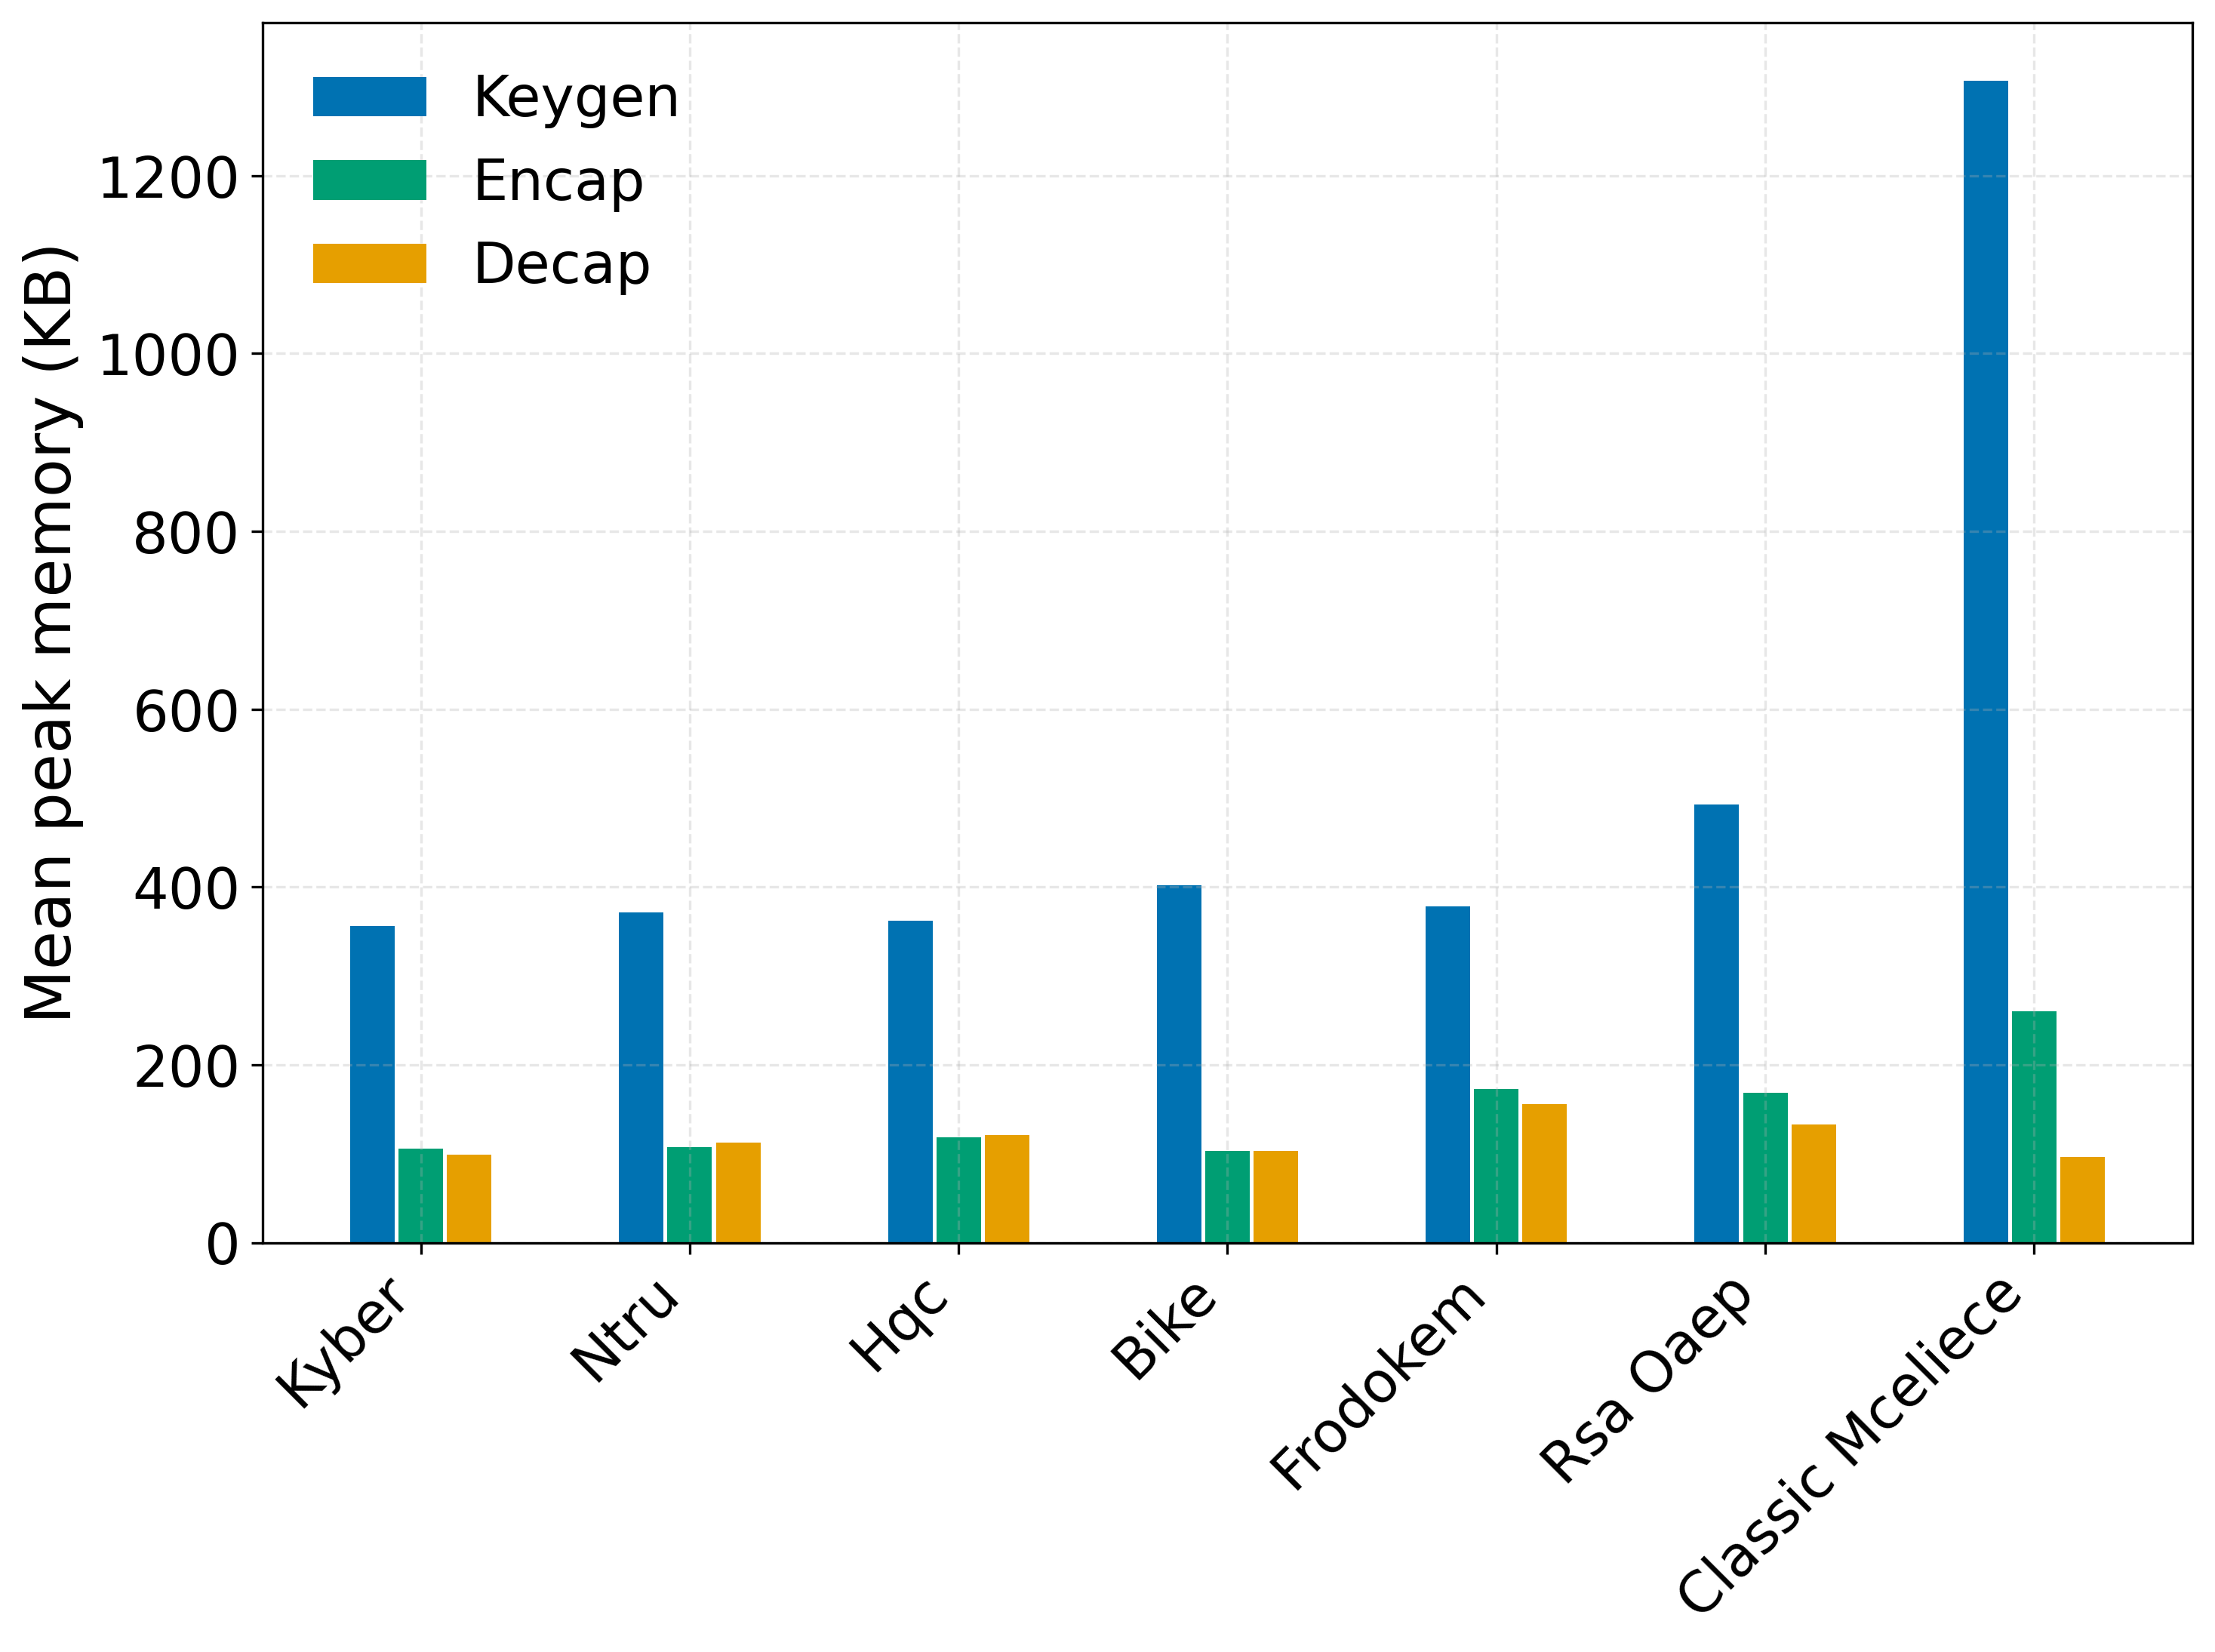 Keygen
Encap
Decap
Mean peak memory (KB)
1200
1000
800
600
400
200
0
Kyber
Ntru
Hqc
Bike
Frodokem
Rsa Oaep
Classic Mceliece